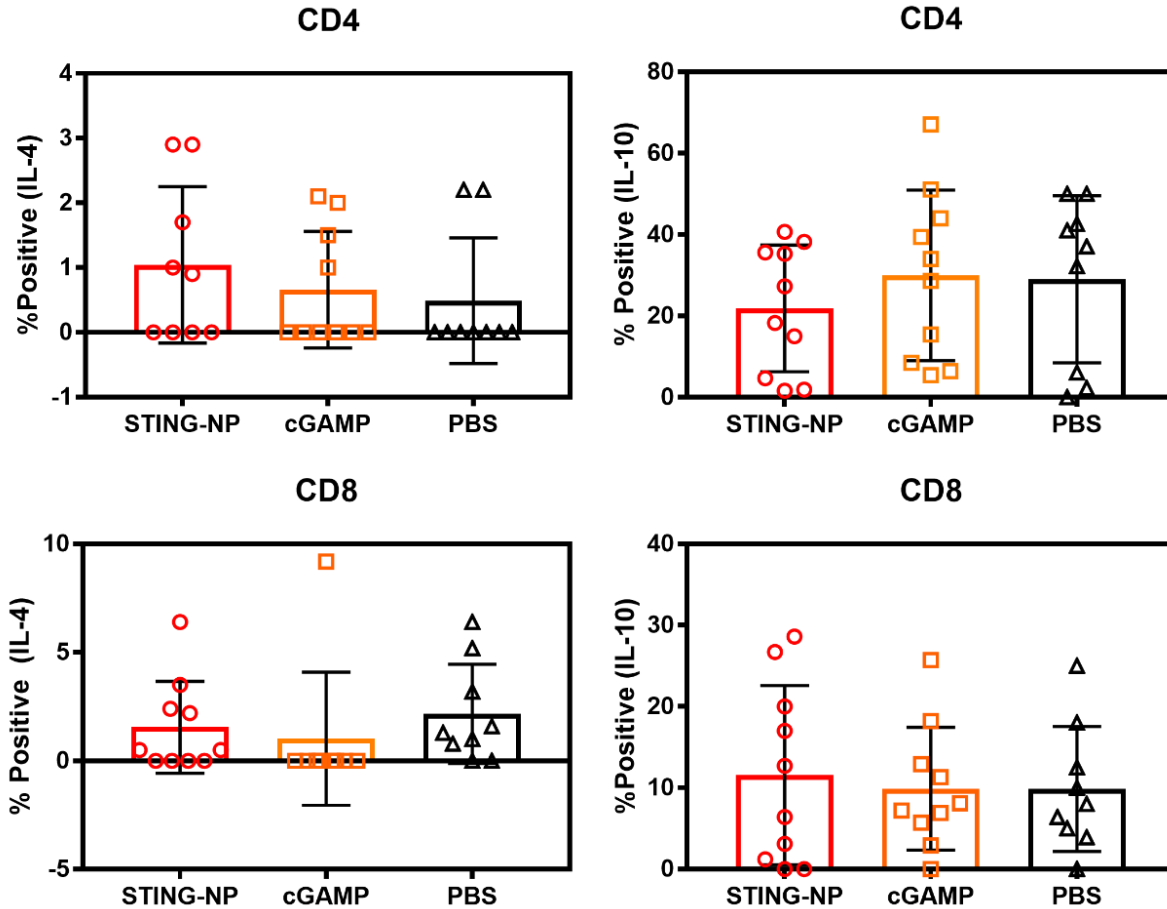 CD4
%Positive (IL-4)
4
3
2
1
0
-1
STING-NP cGAMP PBS
CD4
% Positive (IL-10)
80
60
40
20
0
STING-NP cGAMP PBS
CD8
% Positive (IL-4)
10
5
0
-5
STING-NP cGAMP PBS
CD8
%Positive (IL-10)
40
30
20
10
0
STING-NP cGAMP PBS